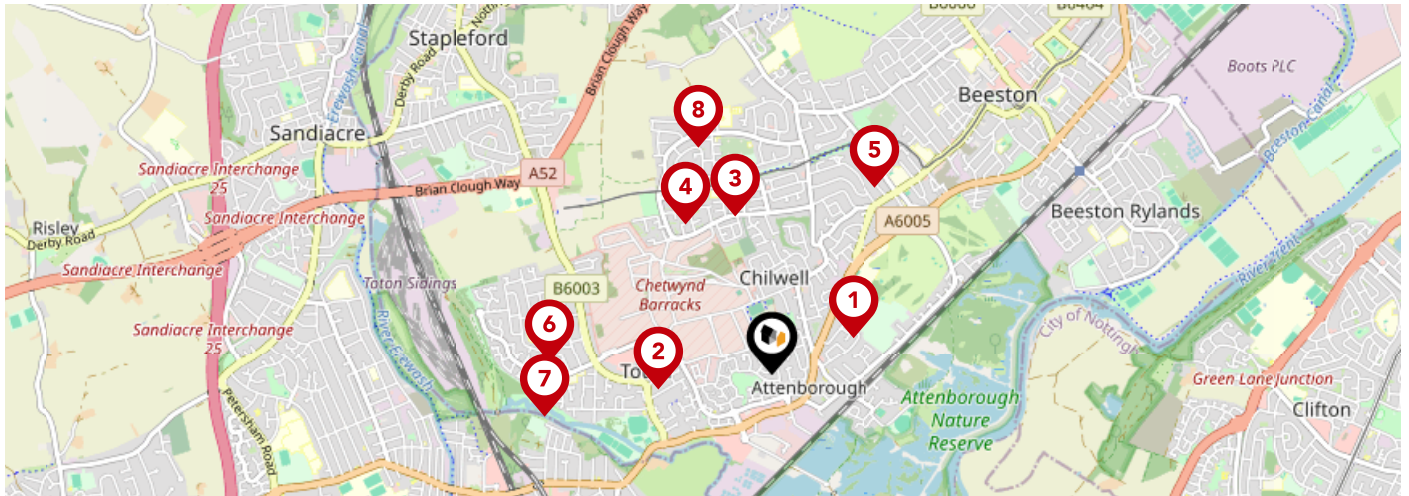 Stapleford
B6006
B6464
Brian Clough Way
Derby Road
Erewash Canal
Boots PLC
Beeston
Sandiacre
8
Beeston Canal
5
Sandiacre Interchange
25
A52
3
4
Brian Clough Way
Sandiacre Interchange
25
Risley
Derby Road
Beeston Rylands
A6005
Sandiacre Interchange
River Trent
Toton Sidings
Chilwell
B6003
Chetwynd
Barracks
1
6
Sandiacre Interchange
25
River Erewash
City of Nottingh
2
7
Attenborough
Green Lane Junction
Attenborough
Nature
Reserve
Clifton
Petersham Road